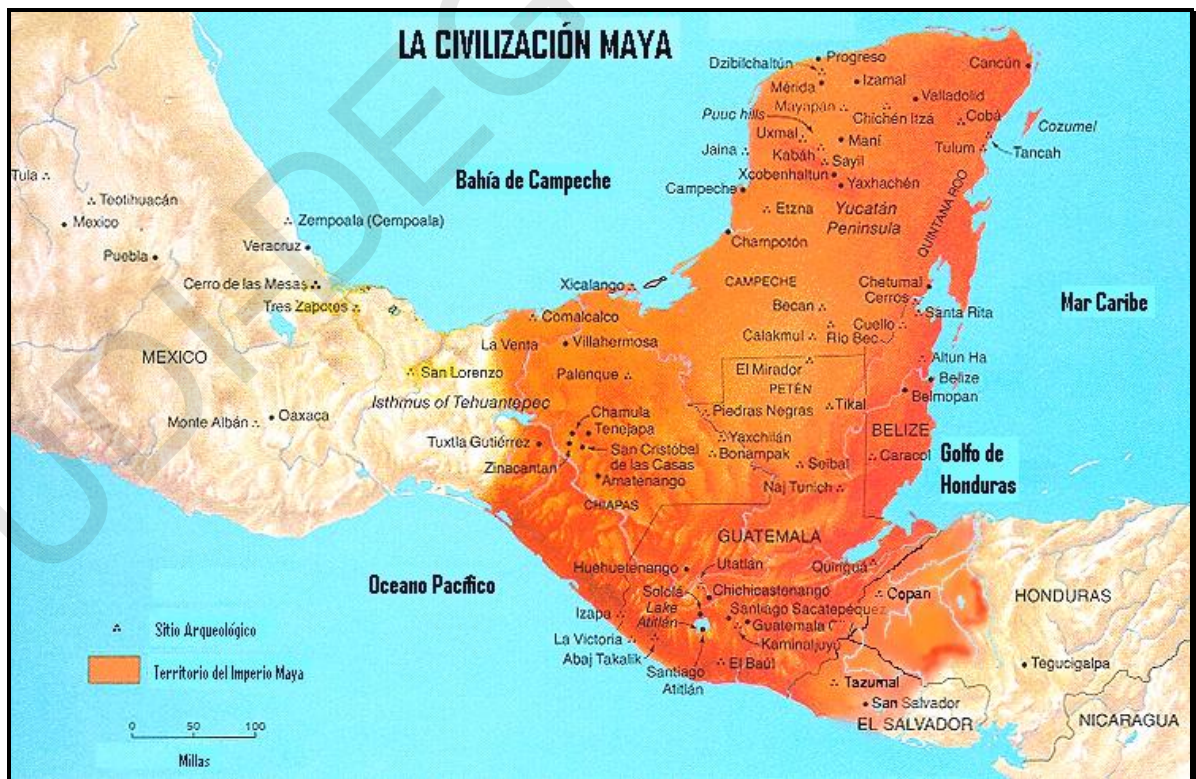 LA CIVILIZACIÓN MAYA
Dzibilchaltún
Progreso
Cancún
Mérida
Izamal
Mayapán
Valladolid
Chichén Itzá
Cobá
Puuc hills
Cozumel
Uxmal
Maní
Tulum
Tancah
Jaina
Kabáh
Sayil
Xcobenhaltun
Yaxhachén
Campeche
Bahía de Campeche
Etzna
Yucatán
Peninsula
QUINTANA ROO
Champotón
Tula
Teotihuacán
Mexico
Zempoala (Cempoala)
Puebla
Veracruz
Cerro de las Mesas
Tres Zapotes
Xicalango
CAMPECHE
Chetumal
Cerros
Becan
Santa Rita
Mar Caribe
Comalcalco
Cuello
Calakmul
Río Bec
La Venta
Villahermosa
MEXICO
San Lorenzo
Palenque
El Mirador
PETÉN
Altun Ha
Belize
Belmopan
Isthmus of Tehuantepec
Monte Albán
Oaxaca
Chamula
Tenejapa
Piedras Negras
Tikal
Tuxtla Gutiérrez
San Cristóbal
de las Casas
Yaxchilán
Bonampak
BELIZE
Zinacantan
Amatenango
Seibal
Caracol
Golfo de
Honduras
Naj Tunich
CHIAPAS
GUATEMALA
Huehuetenango
Utatlán
Quiriguá
Oceano Pacífico
Sololá
Chichicastenango
Copan
HONDURAS
Lake
Atitlán
Santiago Sacatepéquez
Izapa
Guatemala C
La Victoria
Kaminaljuyú
Abaj Takalik
Santiago
Atitlán
El Baúl
Tegucigalpa
Tazumal
San Salvador
EL SALVADOR
NICARAGUA
Sitio Arqueológico
Territorio del Imperio Maya
0 50 100
Millas